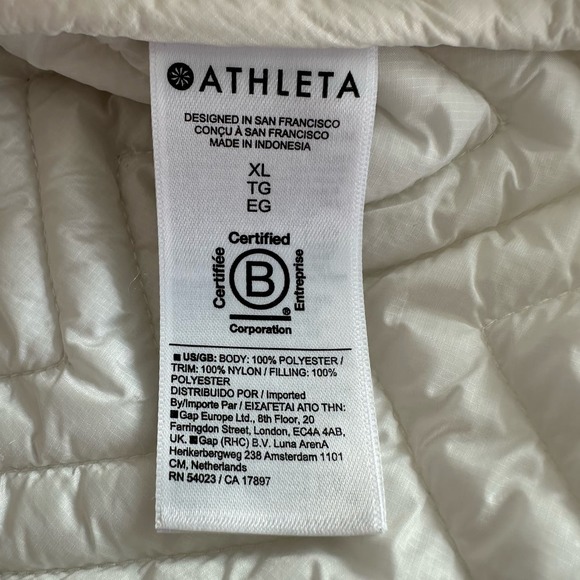 ATHLETA
DESIGNED IN SAN FRANCISCO
CONÇU À SAN FRANCISCO
MADE IN INDONESIA
XL
TG
EG
Certified
Certifiée
B
Entreprise
®
Corporation
US/GB: BODY: 100% POLYESTER /
TRIM: 100% NYLON / FILLING: 100%
POLYESTER
DISTRIBUIDO POR / Imported
By/Importe Par / ΕΙΣΑΓΕΤΑΙ ΑΠΟ ΤΗΝ:
Gap Europe Ltd., 8th Floor, 20
Farringdon Street, London, EC4A 4AB,
UK. Gap (RHC) B.V. Luna ArenA
Herikerbergweg 238 Amsterdam 1101
CM, Netherlands
RN 54023 / CA 17897